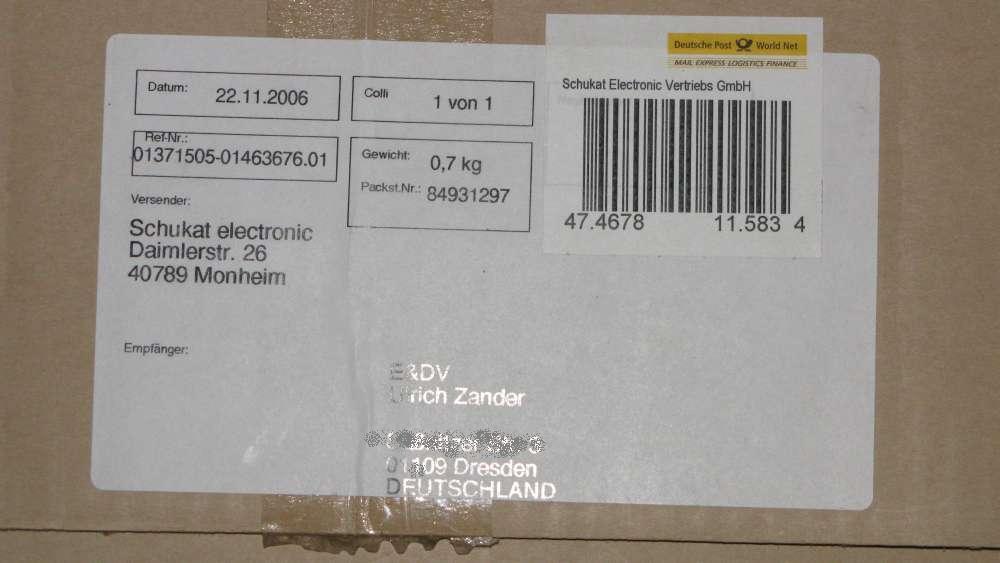 Deutsche Post World Net
MAIL EXPRESS LOGISTICS FINANCE
Schukat Electronic Vertriebs GmbH
47.4678 11.583 4
Datum: 22.11.2006
Colli 1 von 1
Ref-Nr.:
01371505-01463676.01
Gewicht: 0,7 kg
Packst.Nr.: 84931297
Versender:
Schukat electronic
Daimlerstr. 26
40789 Monheim
Empfänger:
E&DV
Ulrich Zander
01109 Dresden
DEUTSCHLAND